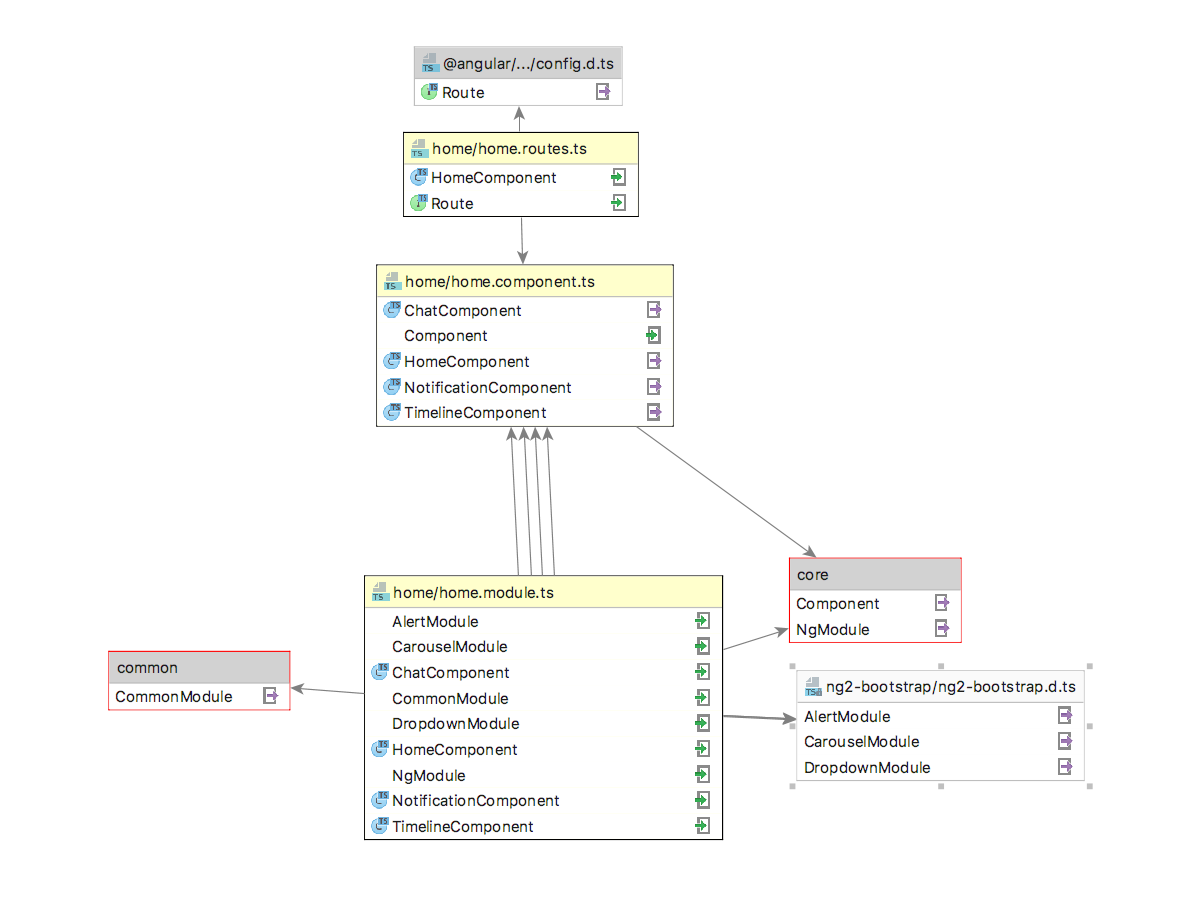 @angular/.../config.d.ts
Route
home/home.routes.ts
HomeComponent
Route
home/home.component.ts
ChatComponent
Component
HomeComponent
NotificationComponent
TimelineComponent
home/home.module.ts
AlertModule
CarouselModule
ChatComponent
CommonModule
DropdownModule
HomeComponent
NgModule
NotificationComponent
TimelineComponent
common
CommonModule
core
Component
NgModule
ng2-bootstrap/ng2-bootstrap.d.ts
AlertModule
CarouselModule
DropdownModule